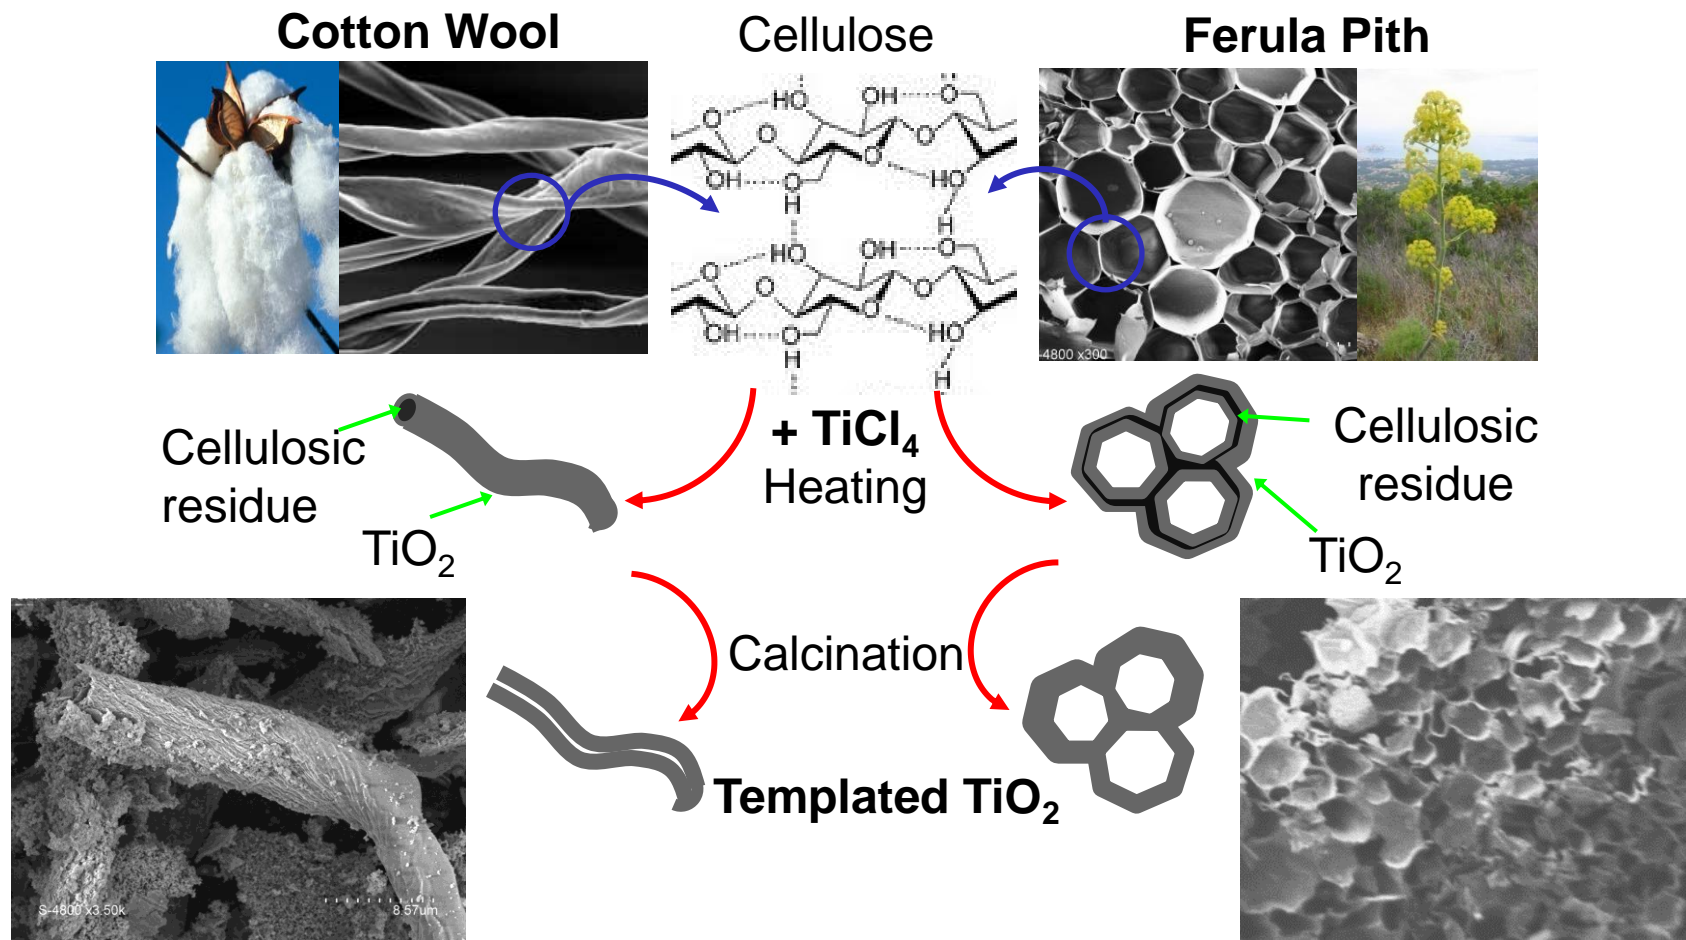 Cotton Wool
Cellulose
Ferula Pith
O
HO
OH
O
O
O
O
OH
O
HO
H
H
HO
OH
O
O
O
O
O
OH
O
HO
H
H
-4800 x300
Cellulosic
residue
TiO₂
+ TiCl₄
Heating
Cellulosic
residue
TiO₂
Calcination
Templated TiO₂
S-4800 x3.50k
8.57um